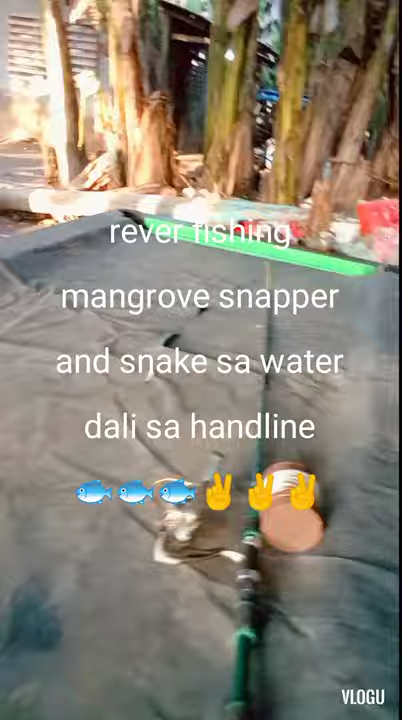 rever fishing
mangrove snapper
and snake sa water
dali sa handline
🐟🐟🐟✌️✌️✌️
VLOGU